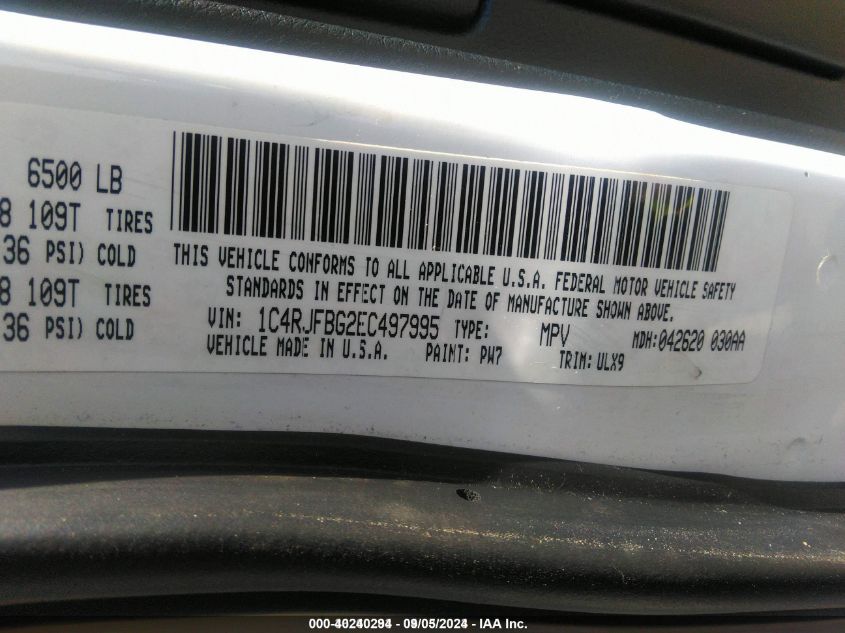 6500 LB
8 109T TIRES
36 PSI) COLD
8 109T TIRES
36 PSI) COLD
THIS VEHICLE CONFORMS TO ALL APPLICABLE U.S.A. FEDERAL MOTOR VEHICLE SAFETY
STANDARDS IN EFFECT ON THE DATE OF MANUFACTURE SHOWN ABOVE.
VIN: 1C4RJFBG2EC497995 TYPE: MPV MDH: 042620 030AA
VEHICLE MADE IN U.S.A. PAINT: PW7 TRIM: ULX9
000-40240294 - 09/05/2024 - IAA Inc.